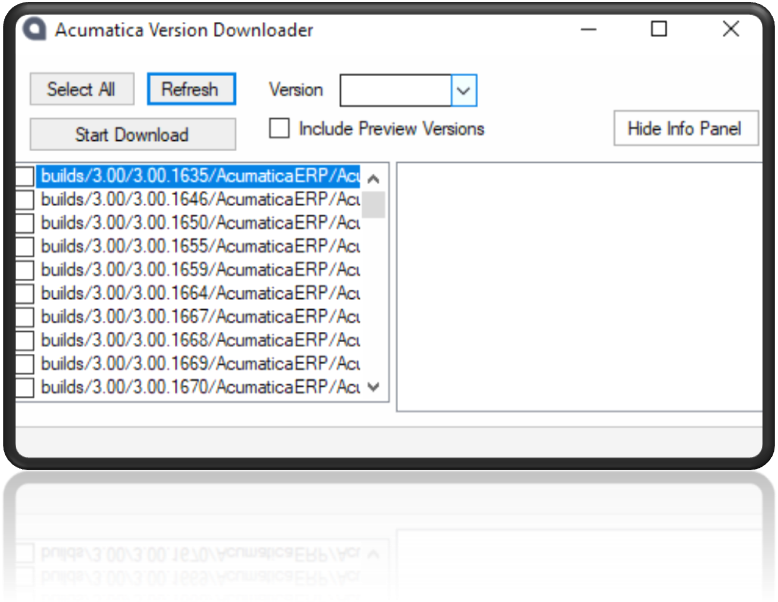 Acumatica Version Downloader
Select All Refresh Version
Start Download Include Preview Versions Hide Info Panel
builds/3.00/3.00.1635/AcumaticaERP/Acu
builds/3.00/3.00.1646/AcumaticaERP/Acu
builds/3.00/3.00.1650/AcumaticaERP/Acu
builds/3.00/3.00.1655/AcumaticaERP/Acu
builds/3.00/3.00.1659/AcumaticaERP/Acu
builds/3.00/3.00.1664/AcumaticaERP/Acu
builds/3.00/3.00.1667/AcumaticaERP/Acu
builds/3.00/3.00.1668/AcumaticaERP/Acu
builds/3.00/3.00.1669/AcumaticaERP/Acu
builds/3.00/3.00.1670/AcumaticaERP/Acu